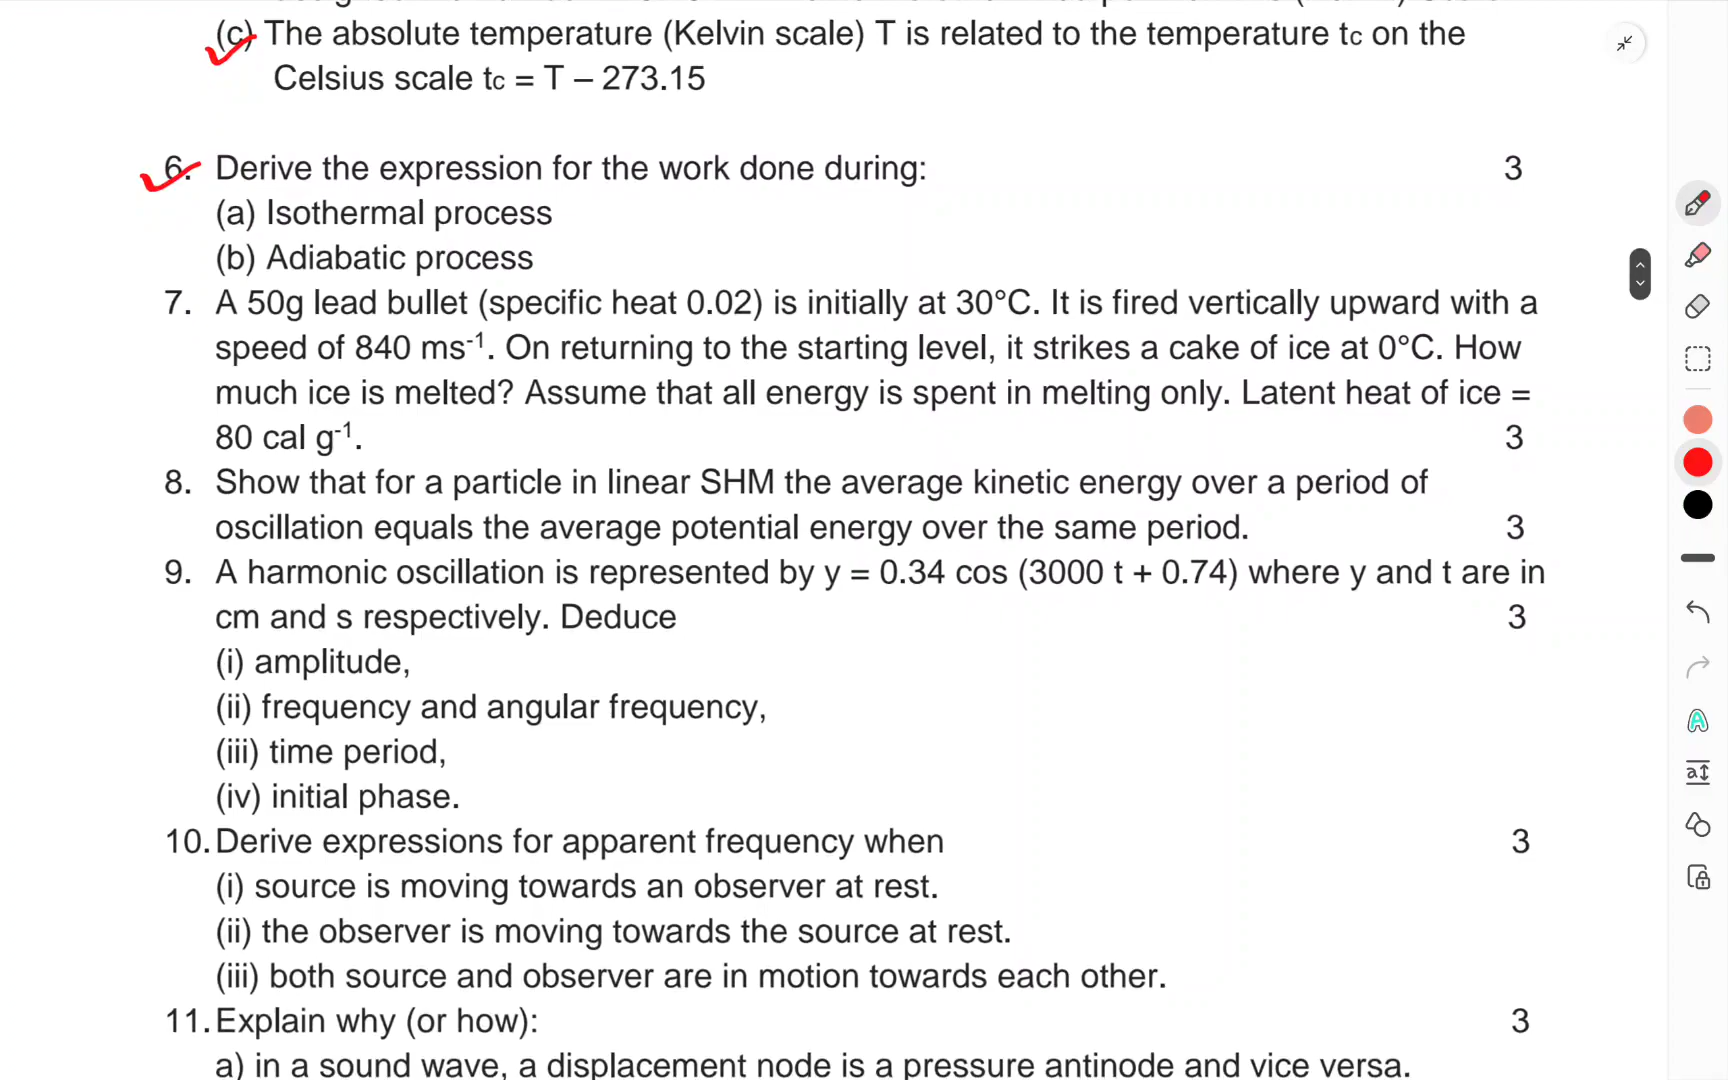 (c) The absolute temperature (Kelvin scale) T is related to the temperature tc on the
Celsius scale tc = T – 273.15
6. Derive the expression for the work done during: 3
(a) Isothermal process
(b) Adiabatic process
7. A 50g lead bullet (specific heat 0.02) is initially at 30°C. It is fired vertically upward with a
speed of 840 ms⁻¹. On returning to the starting level, it strikes a cake of ice at 0°C. How
much ice is melted? Assume that all energy is spent in melting only. Latent heat of ice =
80 cal g⁻¹. 3
8. Show that for a particle in linear SHM the average kinetic energy over a period of
oscillation equals the average potential energy over the same period. 3
9. A harmonic oscillation is represented by y = 0.34 cos (3000 t + 0.74) where y and t are in
cm and s respectively. Deduce 3
(i) amplitude,
(ii) frequency and angular frequency,
(iii) time period,
(iv) initial phase.
10. Derive expressions for apparent frequency when 3
(i) source is moving towards an observer at rest.
(ii) the observer is moving towards the source at rest.
(iii) both source and observer are in motion towards each other.
11. Explain why (or how): 3
a) in a sound wave, a displacement node is a pressure antinode and vice versa.